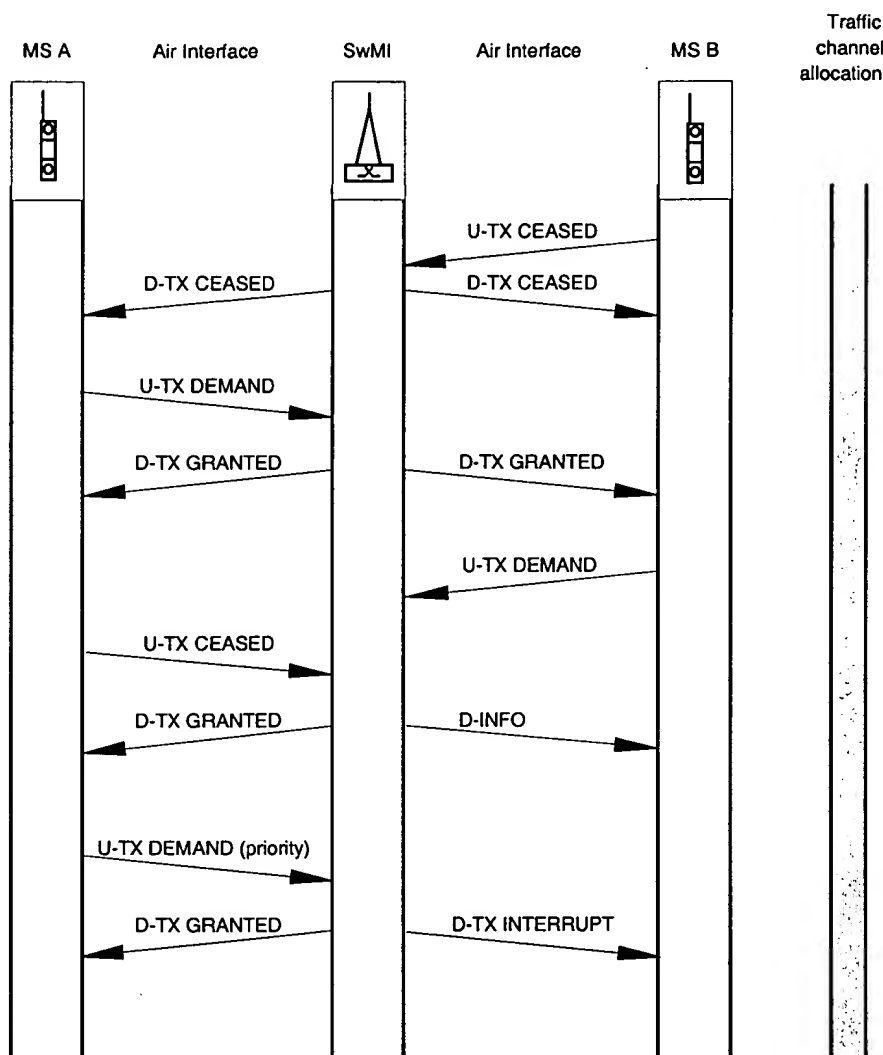 Traffic
channel
allocation
MS A
Air Interface
SwMI
Air Interface
MS B
U-TX CEASED
D-TX CEASED
D-TX CEASED
U-TX DEMAND
D-TX GRANTED
D-TX GRANTED
U-TX DEMAND
U-TX CEASED
D-TX GRANTED
D-INFO
U-TX DEMAND (priority)
D-TX GRANTED
D-TX INTERRUPT